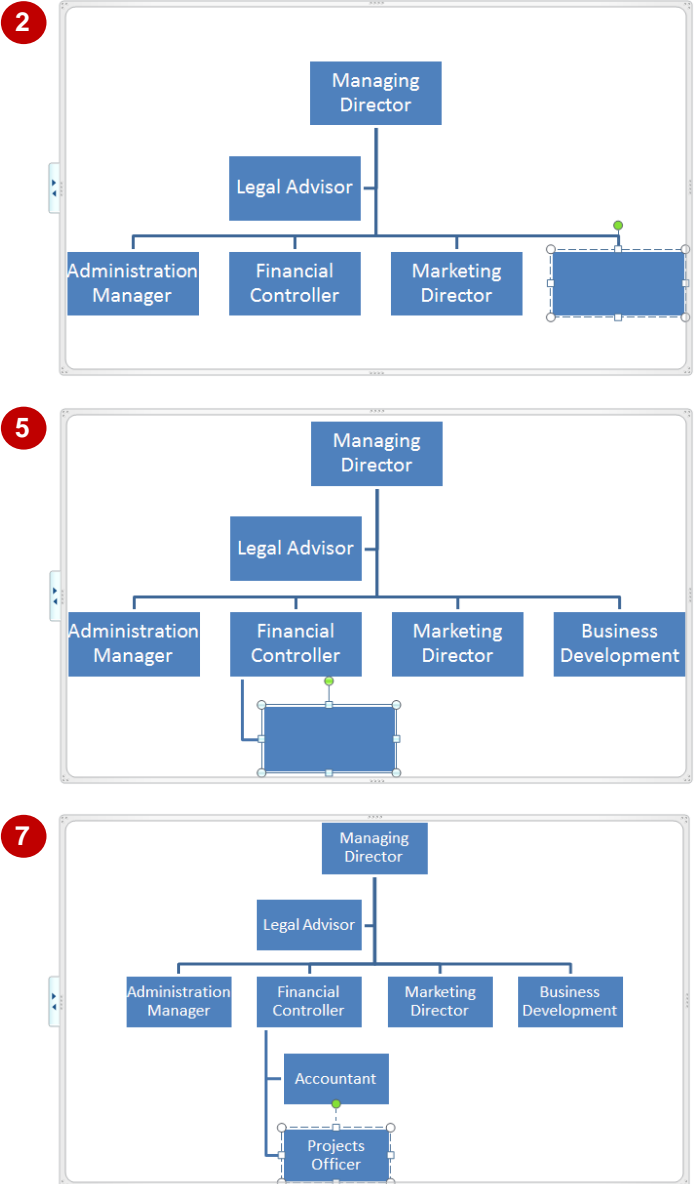 2
Managing
Director
Legal Advisor
Administration
Manager
Financial
Controller
Marketing
Director
5
Managing
Director
Legal Advisor
Administration
Manager
Financial
Controller
Marketing
Director
Business
Development
7
Managing
Director
Legal Advisor
Administration
Manager
Financial
Controller
Marketing
Director
Business
Development
Accountant
Projects
Officer